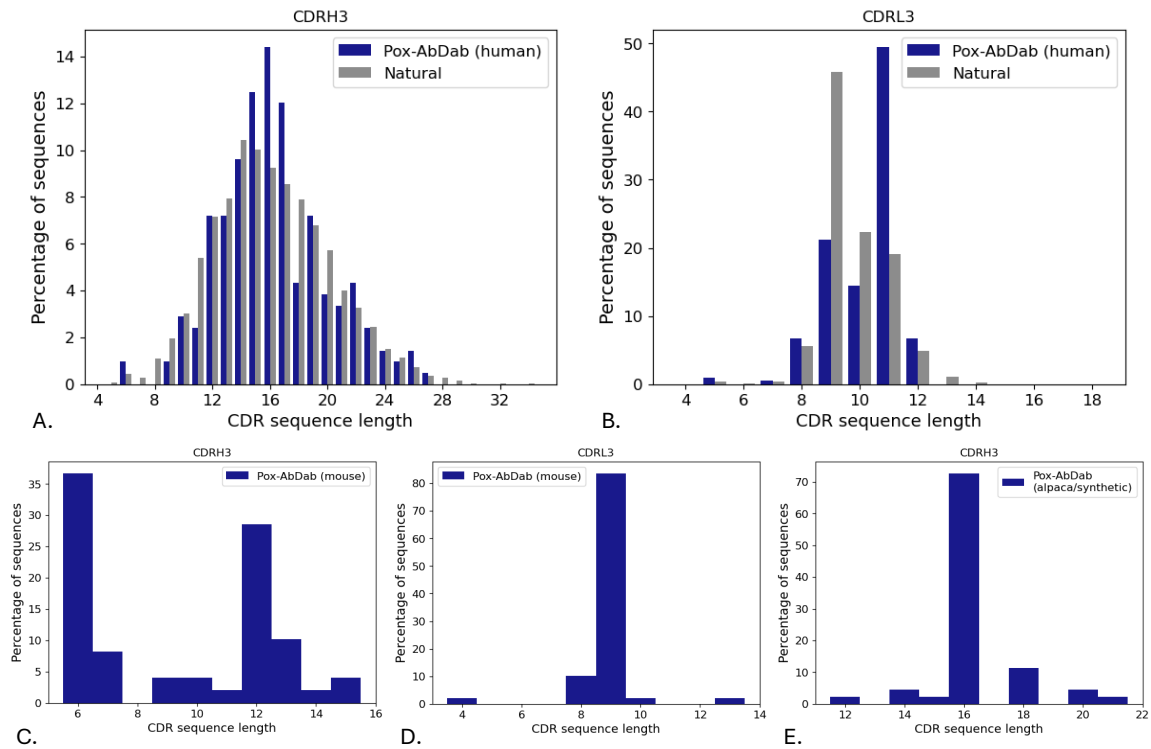 CDRH3
Pox-AbDab (human)
Natural
Percentage of sequences
14
12
10
8
6
4
2
0
4 8 12 16 20 24 28 32
CDR sequence length
A.
CDRL3
Pox-AbDab (human)
Natural
Percentage of sequences
50
40
30
20
10
0
4 6 8 10 12 14 16 18
CDR sequence length
B.
CDRH3
Pox-AbDab (mouse)
Percentage of sequences
35
30
25
20
15
10
5
0
6 8 10 12 14 16
CDR sequence length
C.
CDRL3
Pox-AbDab (mouse)
Percentage of sequences
80
70
60
50
40
30
20
10
0
4 6 8 10 12 14
CDR sequence length
D.
CDRH3
Pox-AbDab
(alpaca/synthetic)
Percentage of sequences
70
60
50
40
30
20
10
0
12 14 16 18 20 22
CDR sequence length
E.